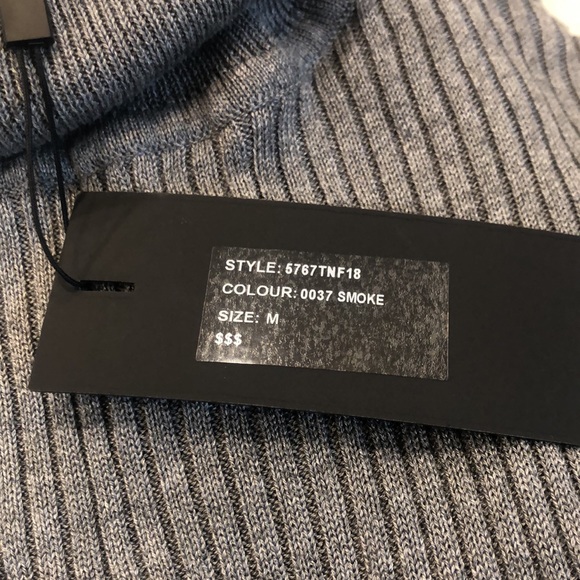 STYLE: 5767TNF18
COLOUR: 0037 SMOKE
SIZE: M
$$$